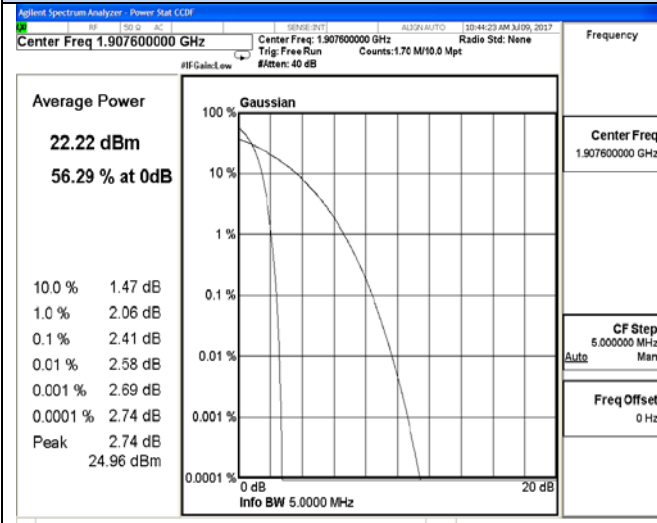 Agilent Spectrum Analyzer - Power Stat CCDF
RF 50 Ω AC SENSE:INT ALIGN AUTO 10:44:23 AM Jul 09, 2017
Center Freq 1.907600000 GHz
Center Freq: 1.907600000 GHz Radio Std: None
Trig: Free Run Counts:1.70 M/10.0 Mpt
#IFGain:Low #Atten: 40 dB
Frequency
Average Power
22.22 dBm
56.29 % at 0dB
10.0 % 1.47 dB
1.0 % 2.06 dB
0.1 % 2.41 dB
0.01 % 2.58 dB
0.001 % 2.69 dB
0.0001 % 2.74 dB
Peak 2.74 dB
24.96 dBm
Gaussian
100 %
10 %
1 %
0.1 %
0.01 %
0.001 %
0.0001 %
0 dB 20 dB
Info BW 5.0000 MHz
Center Freq
1.907600000 GHz
CF Step
5.000000 MHz
Auto Man
Freq Offset
0 Hz